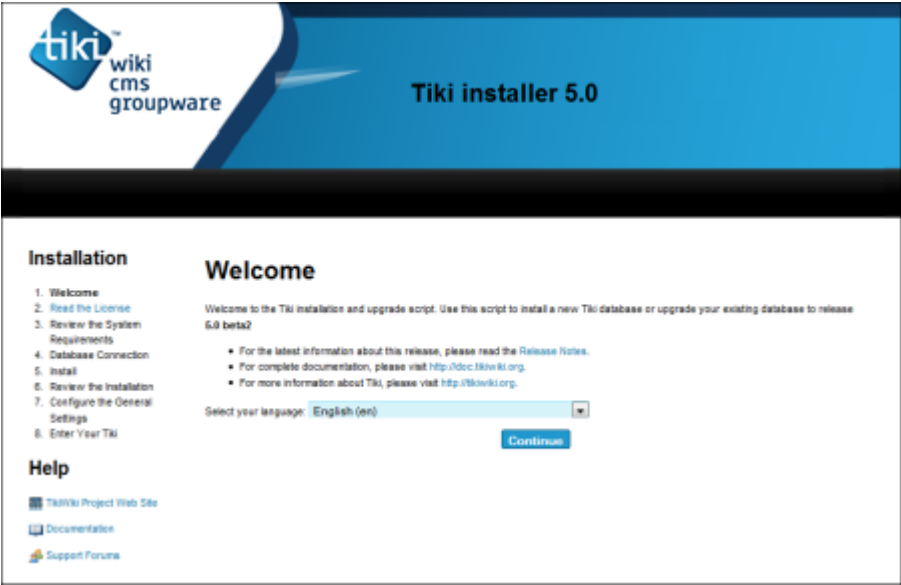 tiki™
wiki
cms
groupware
Tiki installer 5.0
Installation
1. Welcome
2. Read the License
3. Review the System
Requirements
4. Database Connection
5. Install
6. Review the Installation
7. Configure the General
Settings
8. Enter Your Tiki
Help
TikiWiki Project Web Site
Documentation
Support Forums
Welcome
Welcome to the Tiki installation and upgrade script. Use this script to install a new Tiki database or upgrade your existing database to release
5.0 beta2
• For the latest information about this release, please read the Release Notes.
• For complete documentation, please visit http://doc.tikiwiki.org.
• For more information about Tiki, please visit http://tikiwiki.org.
Select your language: English (en)
Continue